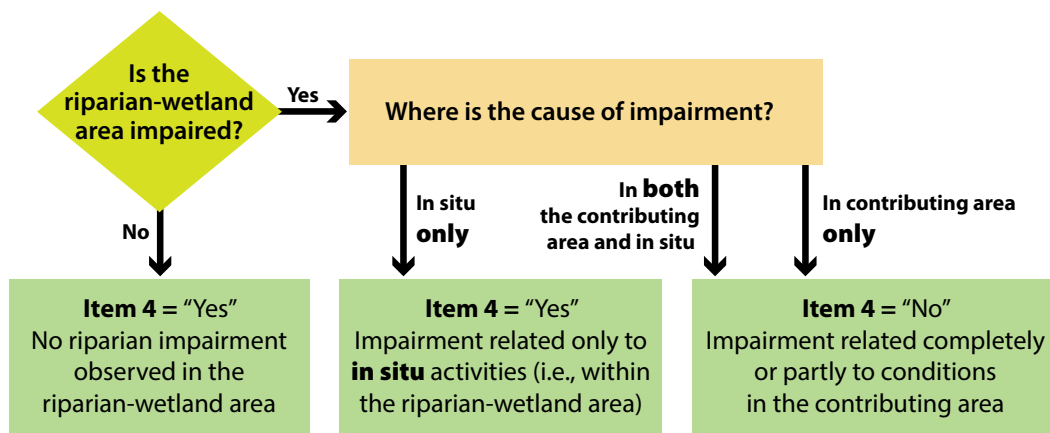 Is the
riparian-wetland
area impaired?
Yes
Where is the cause of impairment?
No
In situ
only
In both
the contributing
area and in situ
In contributing area
only
Item 4 = “Yes”
No riparian impairment
observed in the
riparian-wetland area
Item 4 = “Yes”
Impairment related only to
in situ activities (i.e., within
the riparian-wetland area)
Item 4 = “No”
Impairment related completely
or partly to conditions
in the contributing area